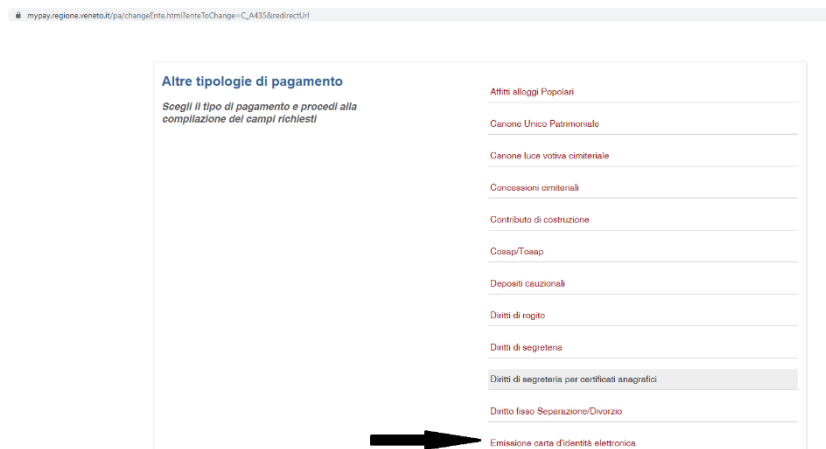 mypay.regione.veneto.it/pa/changeEnte.html?enteToChange=C_A435&redirectUrl
Altre tipologie di pagamento
Scegli il tipo di pagamento e procedi alla
compilazione dei campi richiesti
Affitti alloggi Popolari
Canone Unico Patrimoniale
Canone luce votiva cimiteriale
Concessioni cimiteriali
Contributo di costruzione
Cosap/Tosap
Depositi cauzionali
Diritti di rogito
Diritti di segreteria
Diritti di segreteria per certificati anagrafici
Diritto fisso Separazione/Divorzio
Emissione carta d'identità elettronica